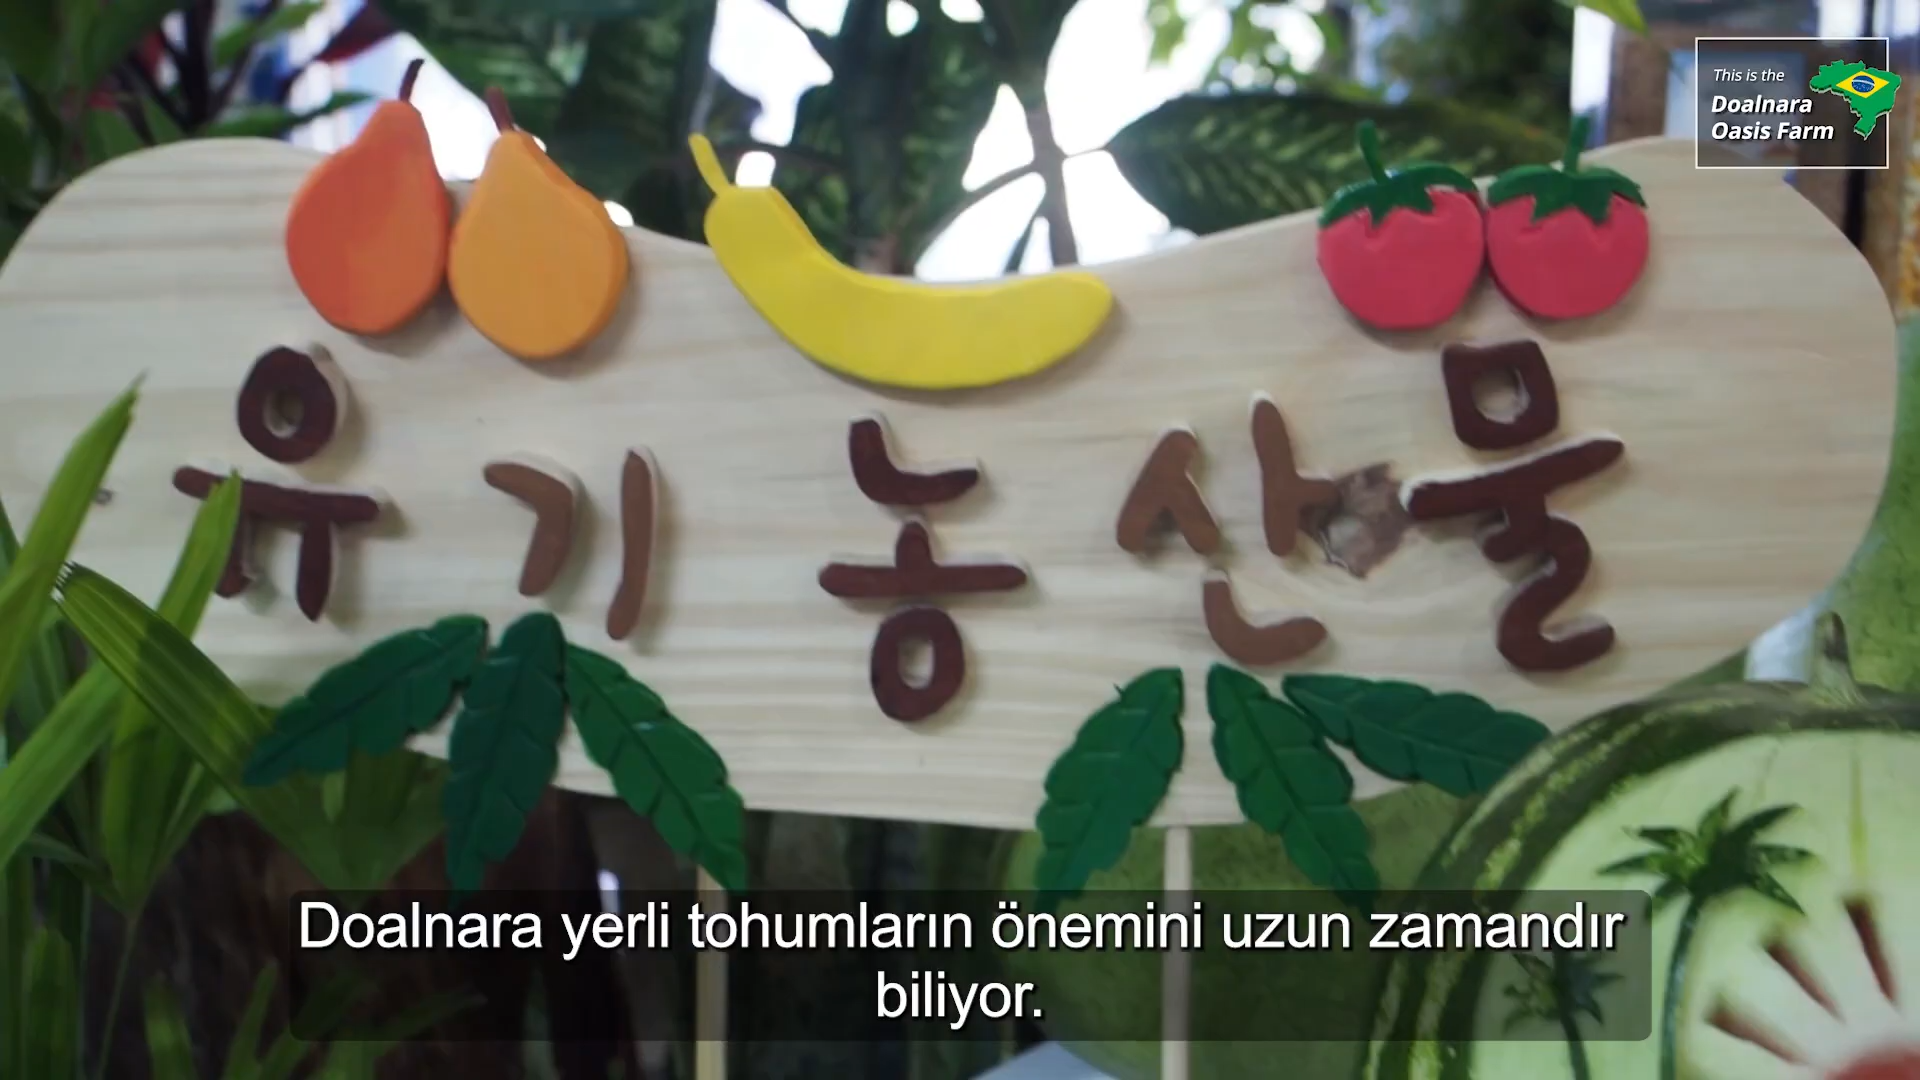 This is the
Doalnara
Oasis Farm
유기농산물
Doalnara yerli tohumların önemini uzun zamandır
biliyor.